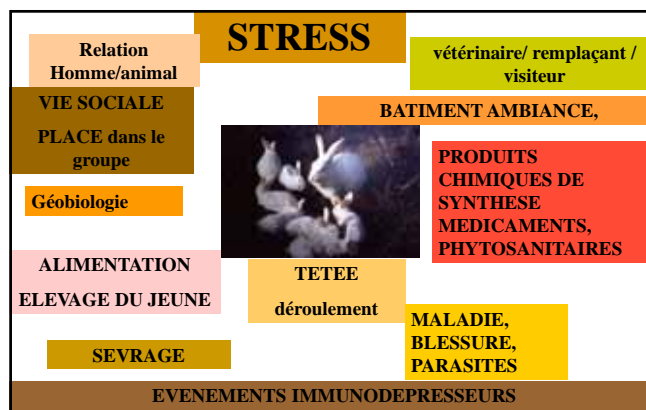 STRESS
Relation
Homme/animal
vétérinaire/ remplaçant /
visiteur
VIE SOCIALE
PLACE dans le
groupe
BATIMENT AMBIANCE,
PRODUITS
CHIMIQUES DE
SYNTHESE
MEDICAMENTS,
PHYTOSANITAIRES
Géobiologie
ALIMENTATION
ELEVAGE DU JEUNE
TETEE
déroulement
MALADIE,
BLESSURE,
PARASITES
SEVRAGE
EVENEMENTS IMMUNODEPRESSEURS